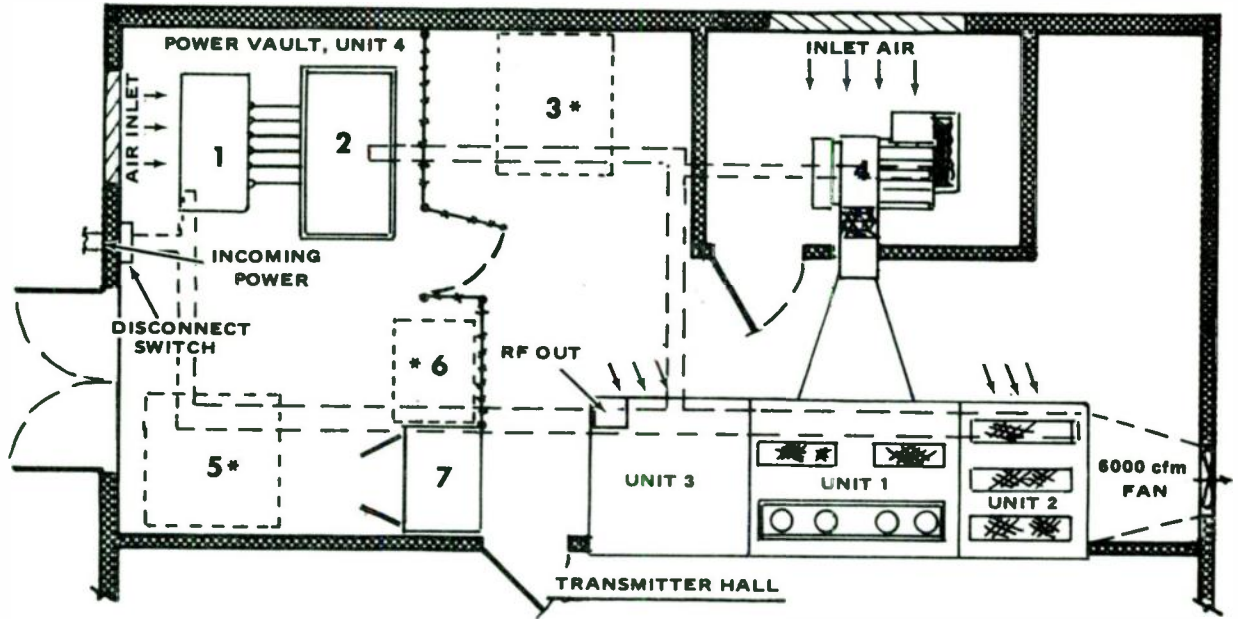 POWER VAULT, UNIT 4
INLET AIR
AIR INLET
1
2
3*
4
INCOMING
POWER
DISCONNECT
SWITCH
RF OUT
* 6
5*
7
UNIT 3
UNIT 1
UNIT 2
6000 cfm
FAN
TRANSMITTER HALL